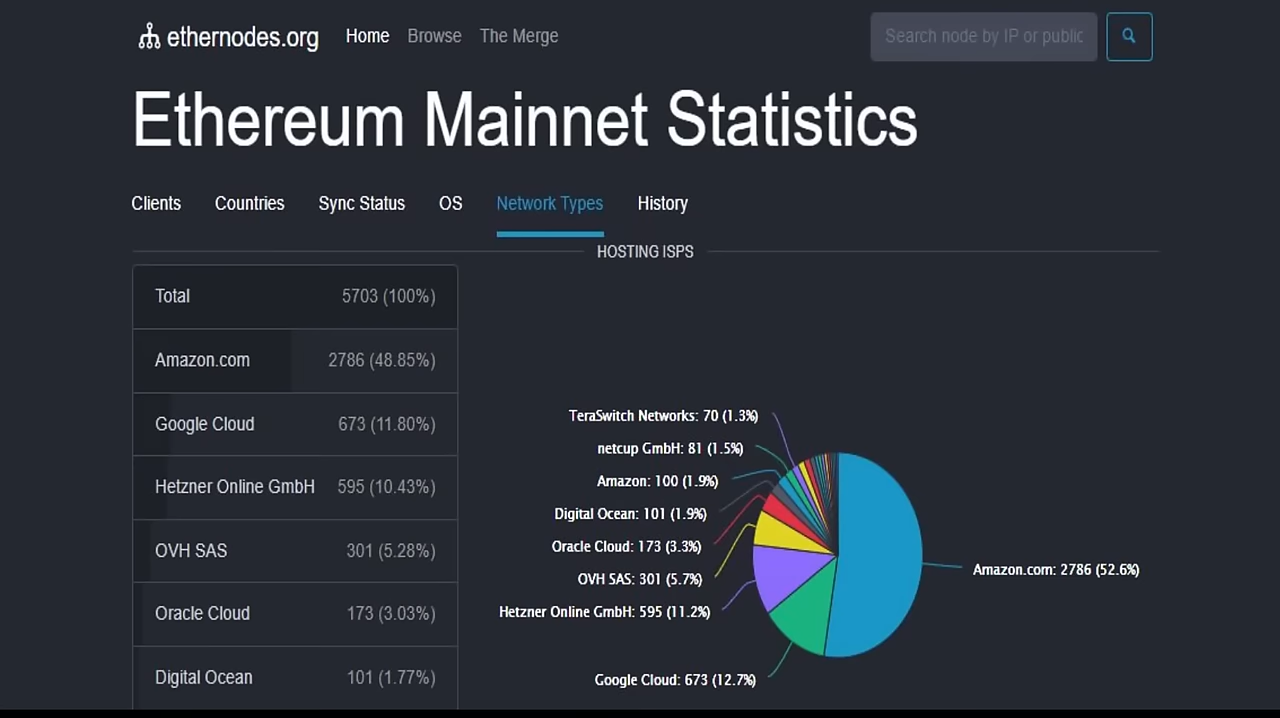 ethernodes.org Home Browse The Merge Search node by IP or public
Ethereum Mainnet Statistics
Clients Countries Sync Status OS Network Types History
HOSTING ISPS
Total 5703 (100%)
Amazon.com 2786 (48.85%)
Google Cloud 673 (11.80%)
Hetzner Online GmbH 595 (10.43%)
OVH SAS 301 (5.28%)
Oracle Cloud 173 (3.03%)
Digital Ocean 101 (1.77%)
TeraSwitch Networks: 70 (1.3%)
netcup GmbH: 81 (1.5%)
Amazon: 100 (1.9%)
Digital Ocean: 101 (1.9%)
Oracle Cloud: 173 (3.3%)
OVH SAS: 301 (5.7%)
Hetzner Online GmbH: 595 (11.2%)
Google Cloud: 673 (12.7%)
Amazon.com: 2786 (52.6%)